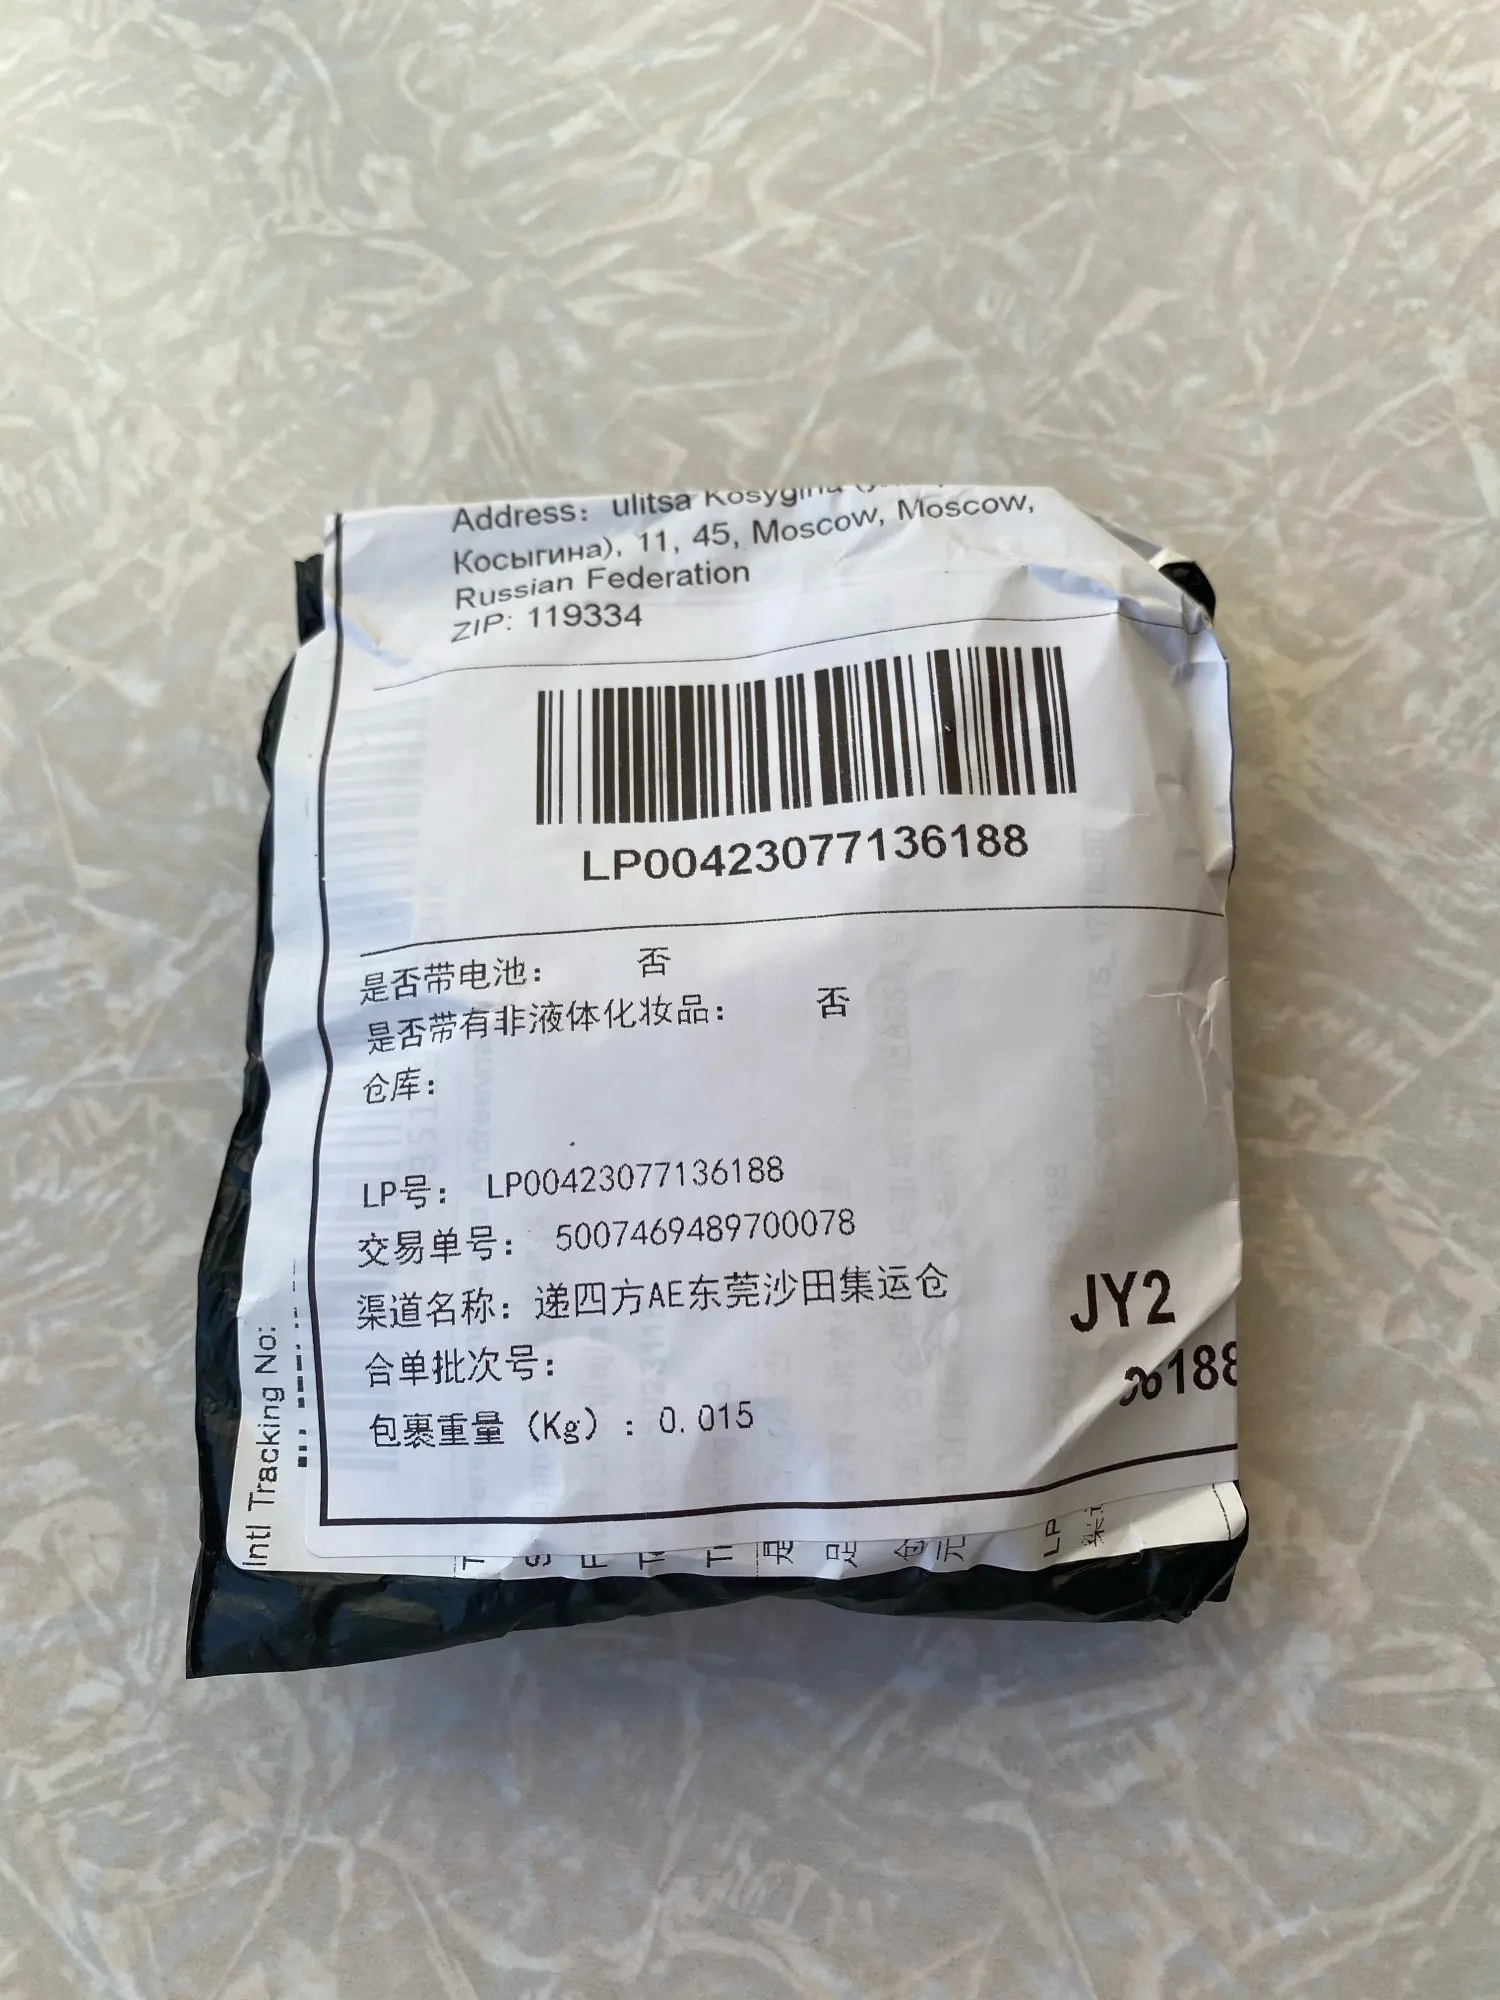 Address: ulitsa Kosygina
Косыгина), 11, 45, Moscow, Moscow,
Russian Federation
ZIP: 119334
LP00423077136188
是否带电池： 否
是否带有非液体化妆品： 否
仓库：
LP号： LP00423077136188
交易单号： 5007469489700078
渠道名称：递四方AE东莞沙田集运仓
JY2
合单批次号：
188
包裹重量（Kg）：0.015
Intl Tracking No:
LP